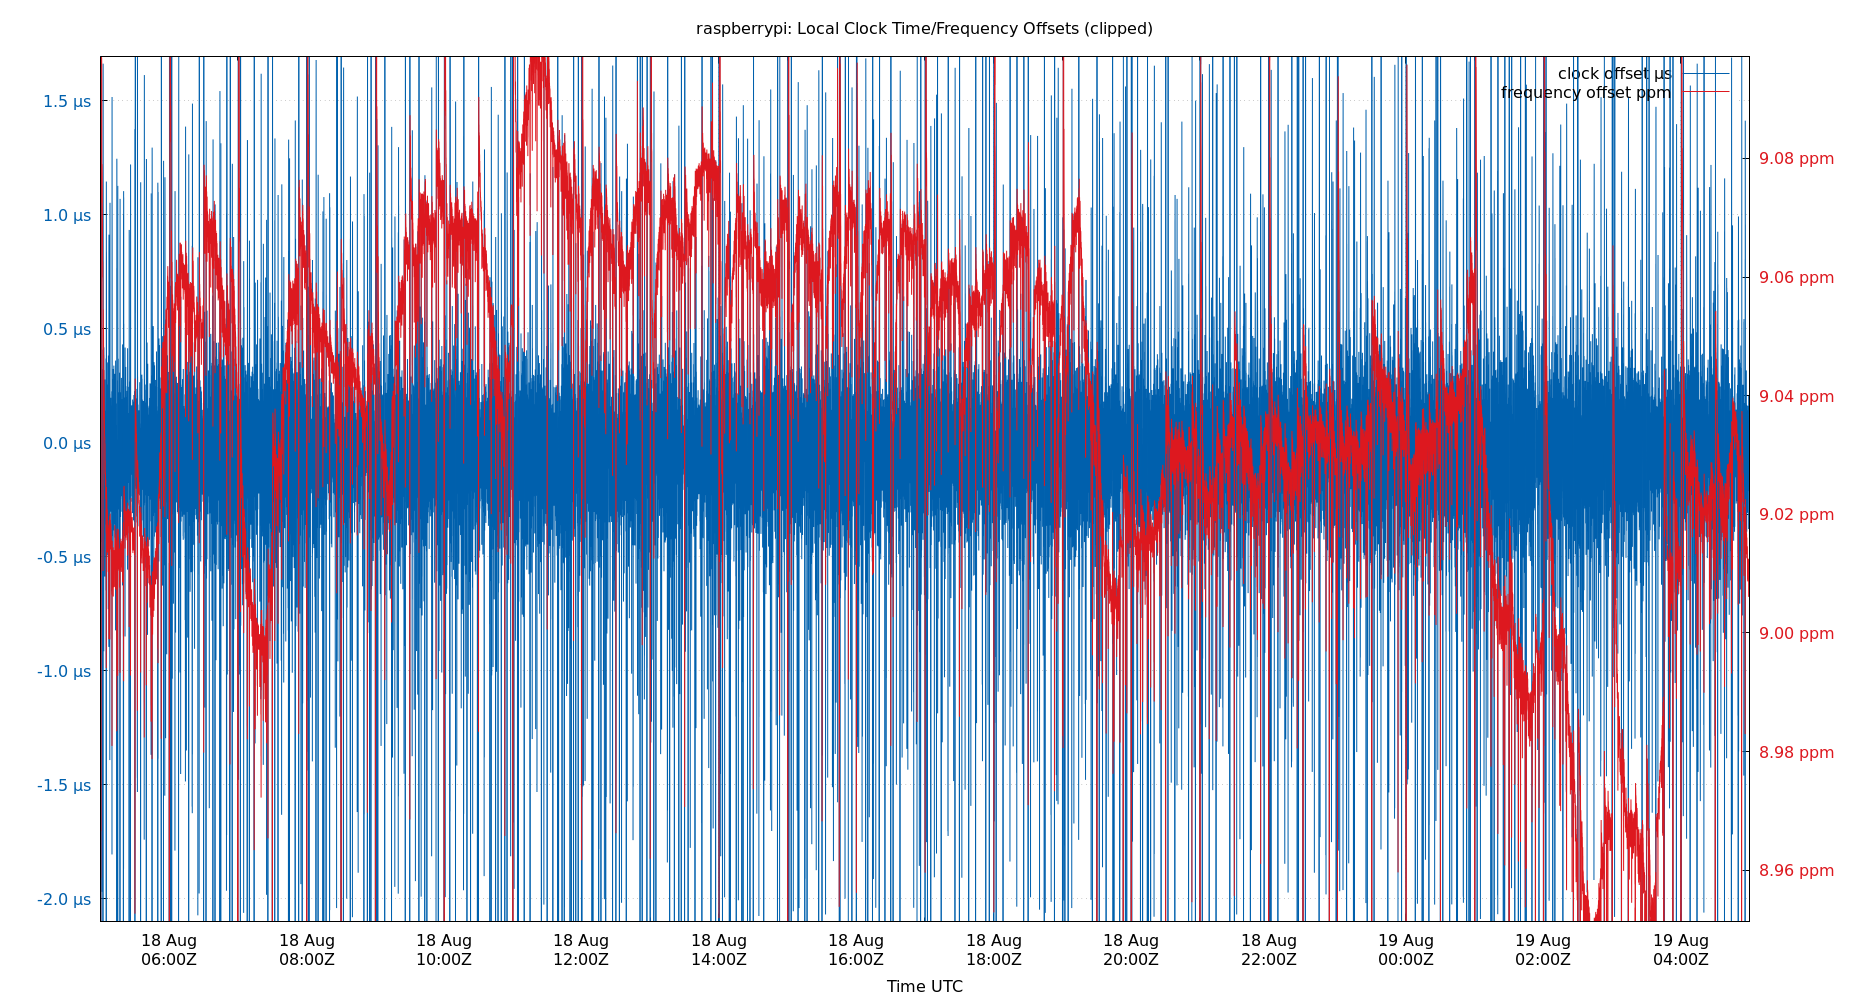 raspberrypi: Local Clock Time/Frequency Offsets (clipped)
clock offset µs
frequency offset ppm
1.5 µs
1.0 µs
0.5 µs
0.0 µs
-0.5 µs
-1.0 µs
-1.5 µs
-2.0 µs
9.08 ppm
9.06 ppm
9.04 ppm
9.02 ppm
9.00 ppm
8.98 ppm
8.96 ppm
18 Aug
06:00Z
18 Aug
08:00Z
18 Aug
10:00Z
18 Aug
12:00Z
18 Aug
14:00Z
18 Aug
16:00Z
18 Aug
18:00Z
18 Aug
20:00Z
18 Aug
22:00Z
19 Aug
00:00Z
19 Aug
02:00Z
19 Aug
04:00Z
Time UTC